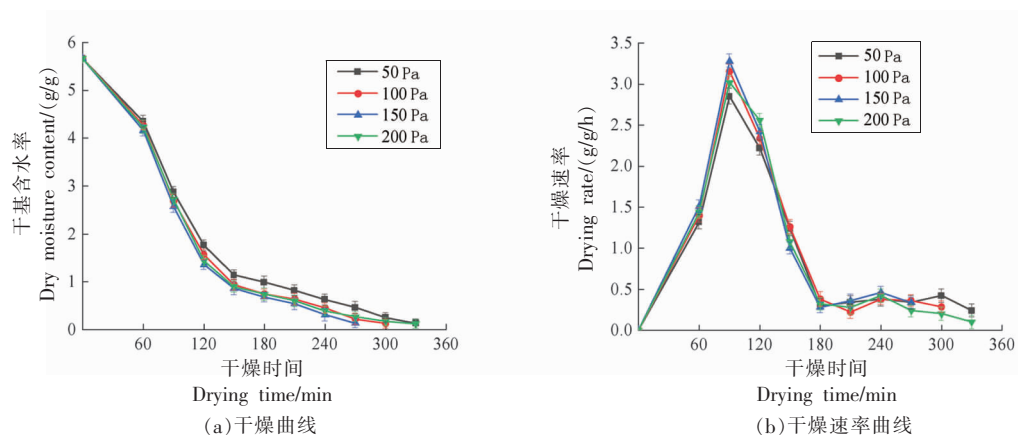 干基含水率
Dry moisture content/(g/g)
6
5
4
3
2
1
0
50 Pa
100 Pa
150 Pa
200 Pa
60 120 180 240 300 360
干燥时间
Drying time/min
(a)干燥曲线
干燥速率
Drying rate/(g/g/h)
3.5
3.0
2.5
2.0
1.5
1.0
0.5
0.0
50 Pa
100 Pa
150 Pa
200 Pa
60 120 180 240 300 360
干燥时间
Drying time/min
(b)干燥速率曲线